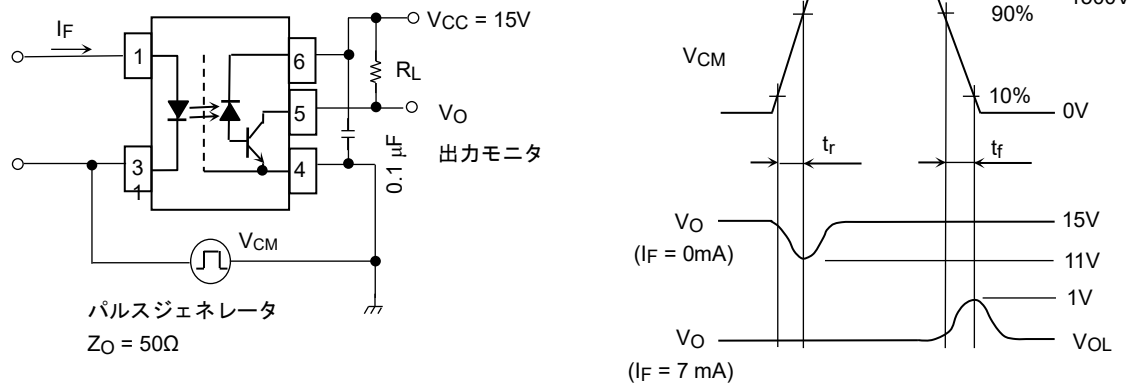 IF
VCC = 15V
1
6
RL
5
VO
出力モニタ
3
1
4
0.1 μF
VCM
パルスジェネレータ
ZO = 50Ω
90%
VCM
10%
0V
tr
tf
VO
15V
(IF = 0mA)
11V
1V
VO
VOL
(IF = 7 mA)